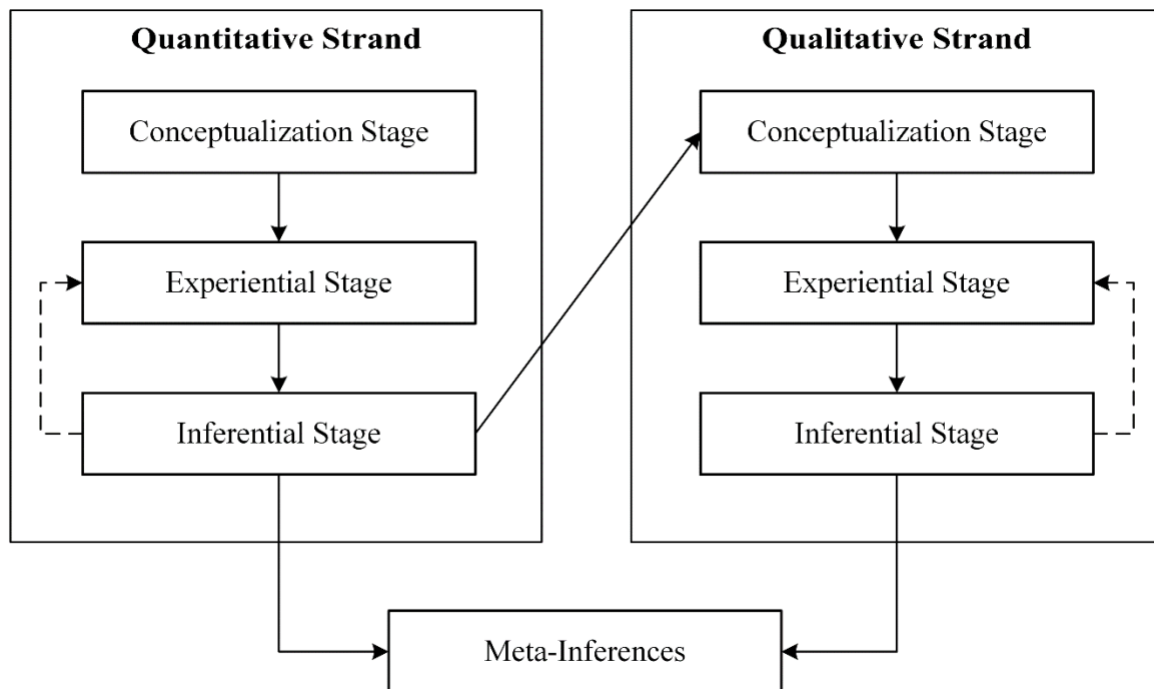 Quantitative Strand
Conceptualization Stage
Experiential Stage
Inferential Stage
Qualitative Strand
Conceptualization Stage
Experiential Stage
Inferential Stage
Meta-Inferences